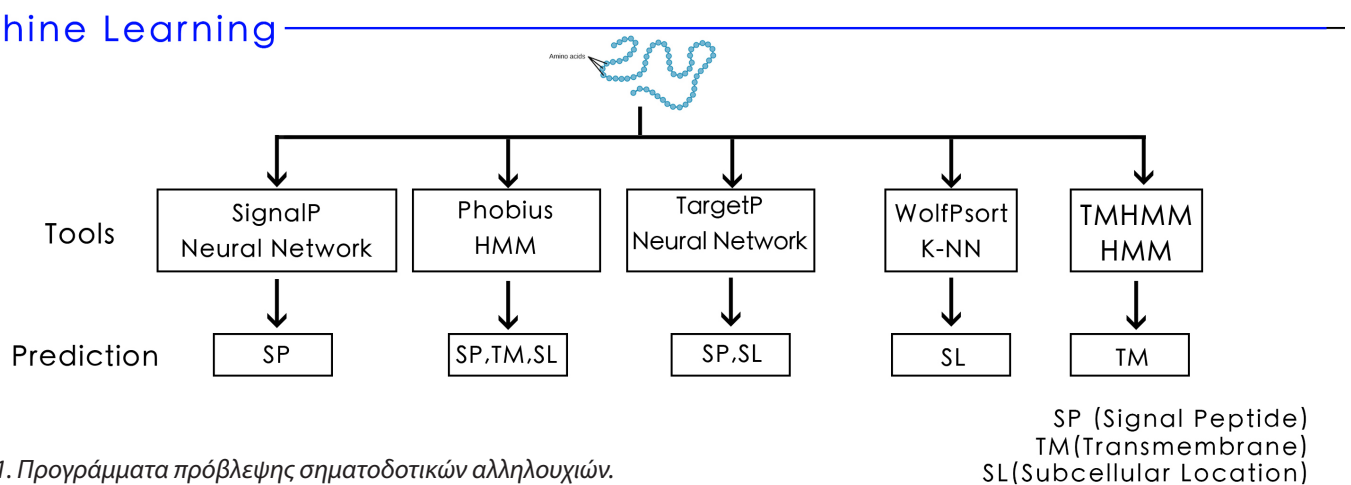 hine Learning
Amino acids
Tools
SignalP
Neural Network
Phobius
HMM
TargetP
Neural Network
WolfPsort
K-NN
TMHMM
HMM
Prediction
SP
SP,TM,SL
SP,SL
SL
TM
SP (Signal Peptide)
TM(Transmembrane)
SL(Subcellular Location)
1. Προγράμματα πρόβλεψης σηματοδοτικών αλληλουχιών.